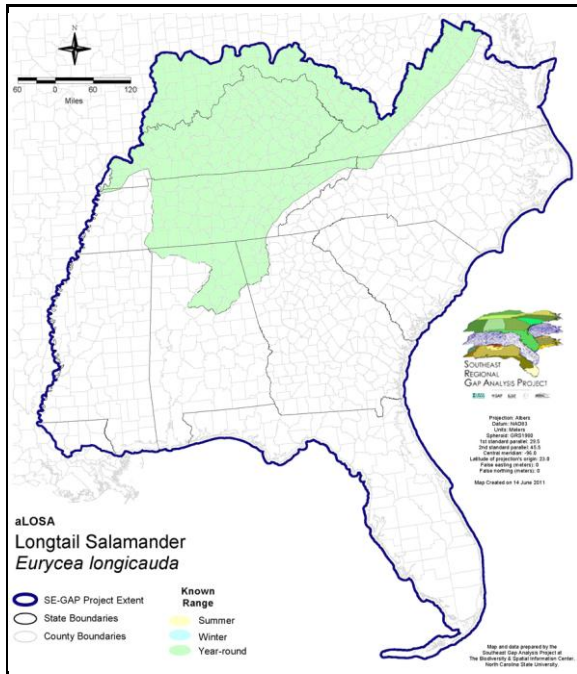 N
60 0 60 120
Miles
SOUTHEAST
REGIONAL
GAP ANALYSIS PROJECT
Projection: Albers
Datum: NAD83
Units: Meters
Spheroid: GRS1980
1st standard parallel: 29.5
2nd standard parallel: 45.5
Central meridian: -96.0
Latitude of projection's origin: 23.0
False easting (meters): 0
False northing (meters): 0
Map Created on 14 June 2011
aLOSA
Longtail Salamander
Eurycea longicauda
SE-GAP Project Extent
State Boundaries
County Boundaries
Known
Range
Summer
Winter
Year-round
Map and data prepared by the
Southeast Gap Analysis Project at
The Biodiversity & Spatial Information Center,
North Carolina State University.